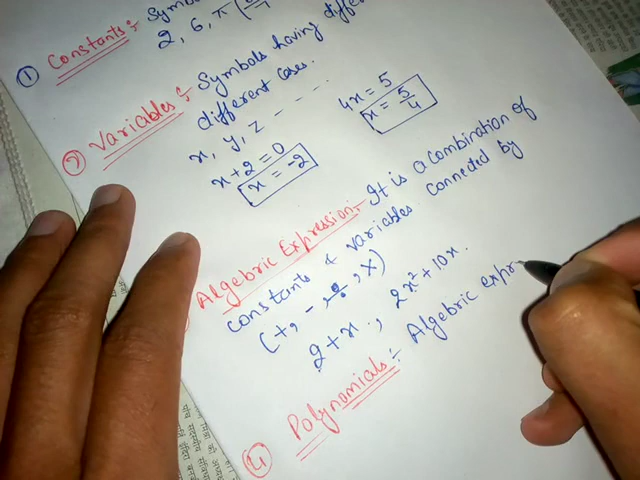 ① Constants:- Symb
2, 6, π (
② Variables:- Symbols having diffe
different cases.
x, y, z - - - -
x + 2 = 0 4x = 5
x = -2 x = 5/4
Algebric Expression:- It is a combination of
constants & variables connected by
(+, -, ÷, ×)
2 + x , 2x² + 10x.
④ Polynomials:- Algebric expr